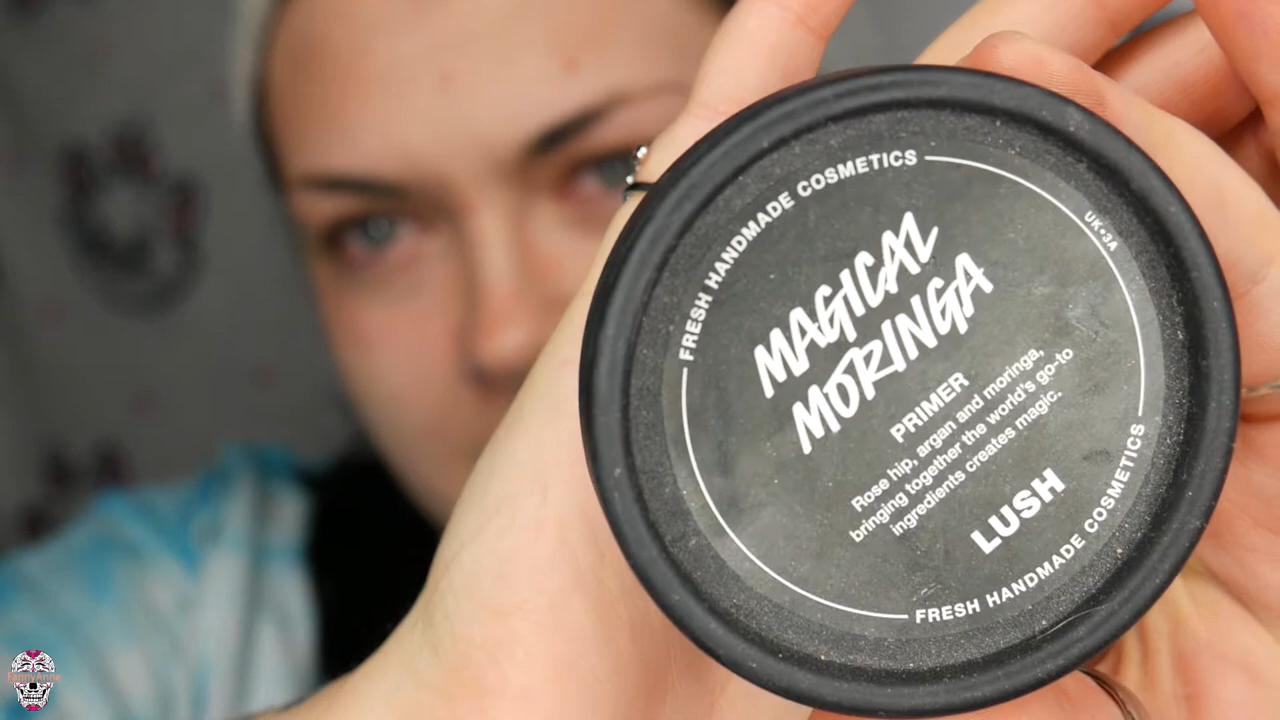 FRESH HANDMADE COSMETICS
UK•3A
MAGICAL
MORINGA
PRIMER
Rose hip, argan and moringa,
bringing together the world's go-to
ingredients creates magic.
LUSH
FRESH HANDMADE COSMETICS
FannyAnne